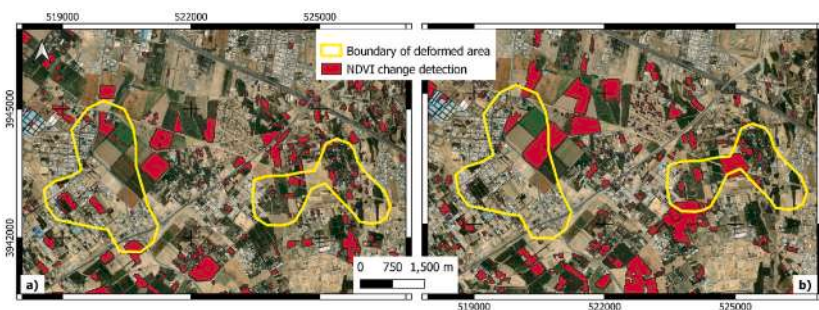 519000 522000 525000
Boundary of deformed area
NDVI change detection
3945000
3942000
a)
0 750 1,500 m
b)
519000 522000 525000